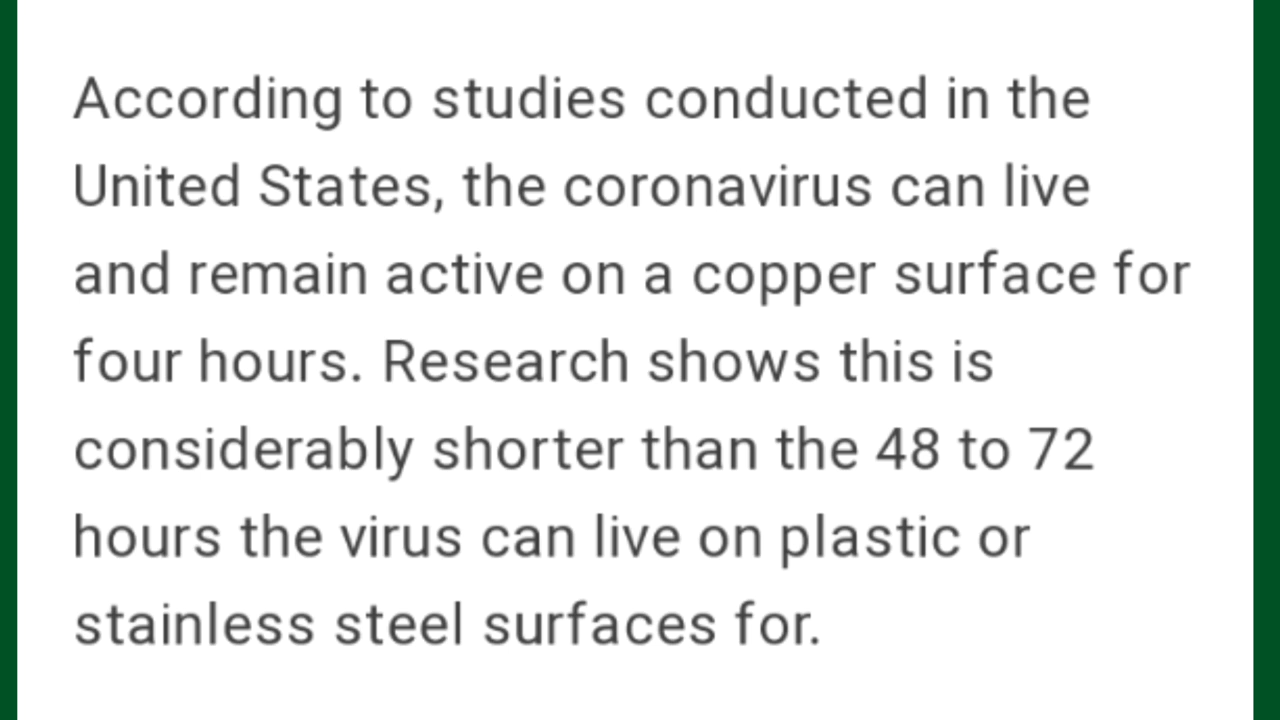 According to studies conducted in the
United States, the coronavirus can live
and remain active on a copper surface for
four hours. Research shows this is
considerably shorter than the 48 to 72
hours the virus can live on plastic or
stainless steel surfaces for.